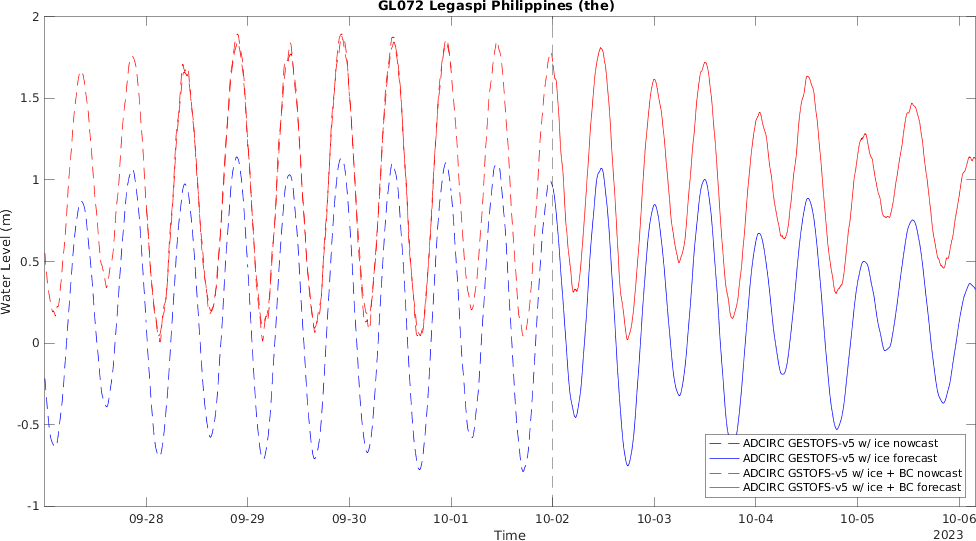 GL072 Legaspi Philippines (the)
Water Level (m)
2
1.5
1
0.5
0
-0.5
-1
ADCIRC GESTOFS-v5 w/ ice nowcast
ADCIRC GESTOFS-v5 w/ ice forecast
ADCIRC GSTOFS-v5 w/ ice + BC nowcast
ADCIRC GSTOFS-v5 w/ ice + BC forecast
09-28 09-29 09-30 10-01 10-02 10-03 10-04 10-05 10-06
Time
2023